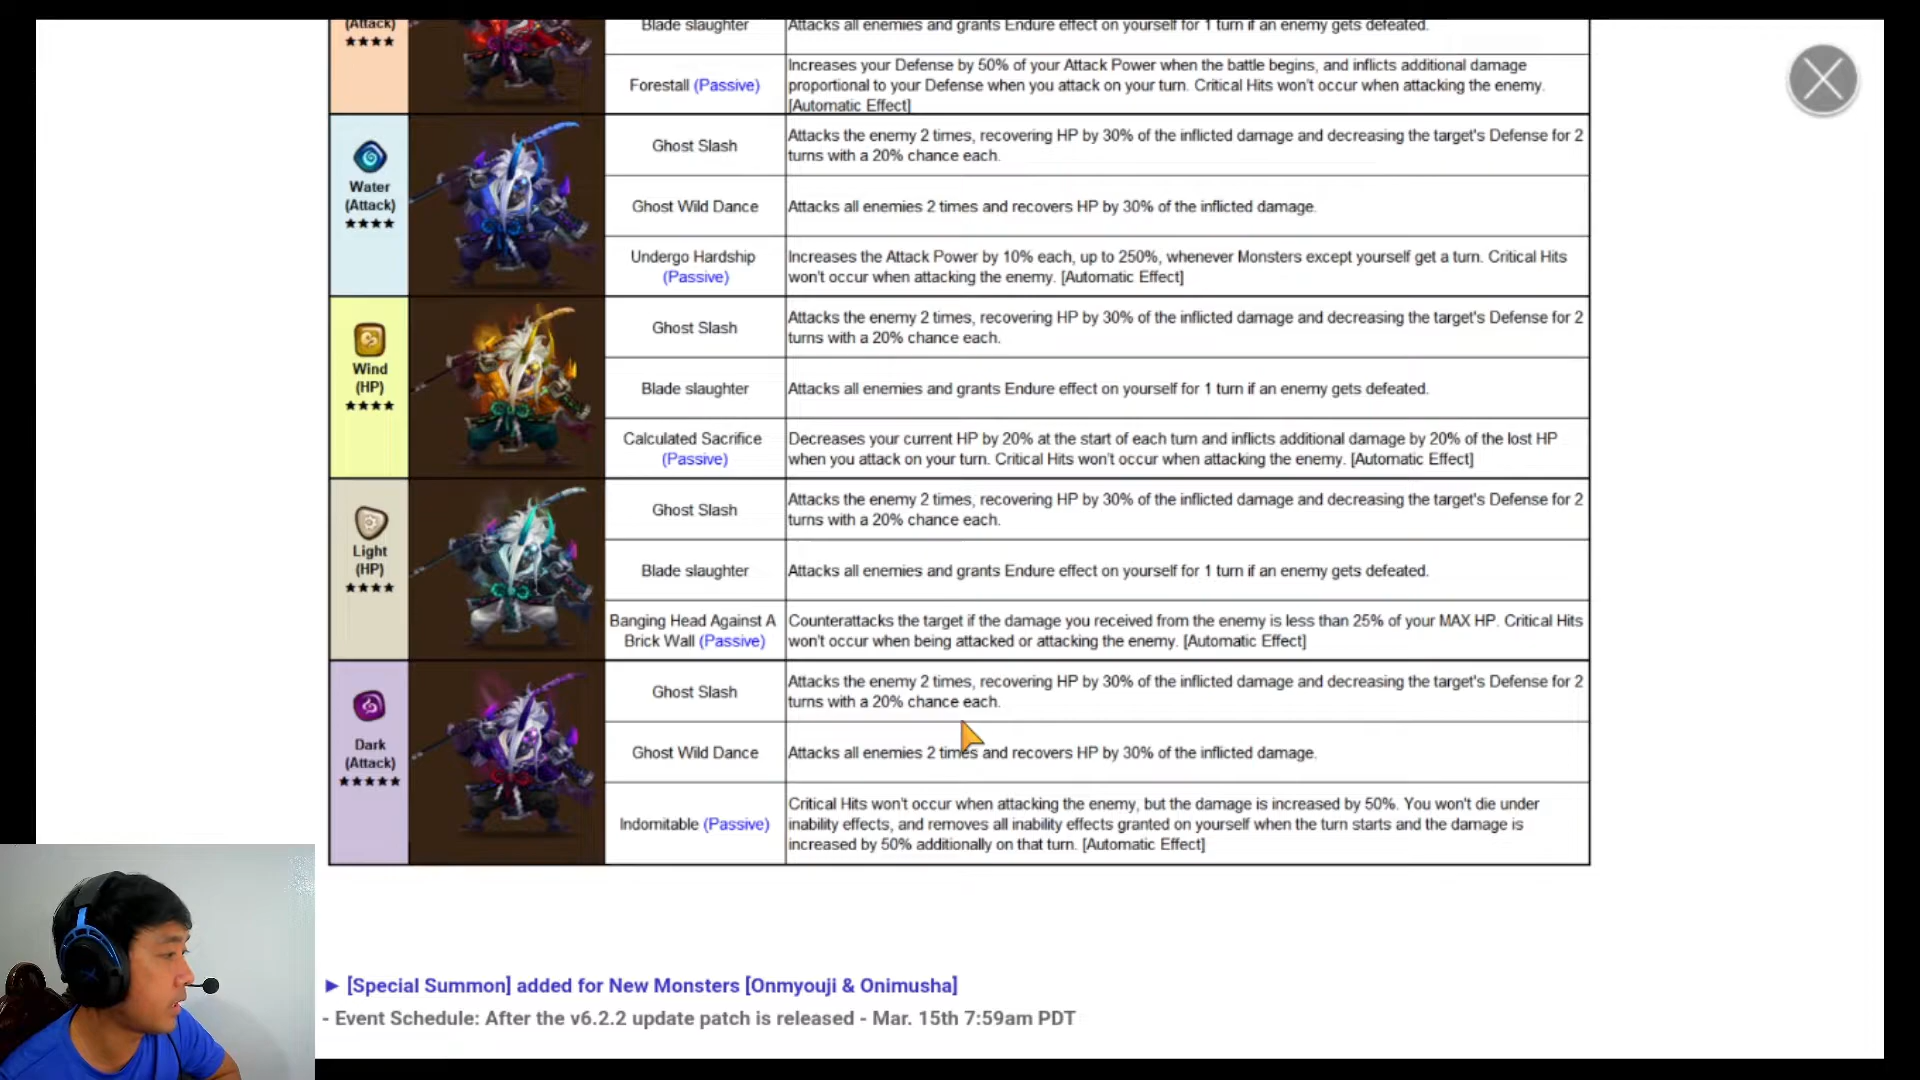 (Attack)
★★★★
Blade slaughter
Attacks all enemies and grants Endure effect on yourself for 1 turn if an enemy gets defeated.
Forestall (Passive)
Increases your Defense by 50% of your Attack Power when the battle begins, and inflicts additional damage
proportional to your Defense when you attack on your turn. Critical Hits won't occur when attacking the enemy.
[Automatic Effect]
Water
(Attack)
★★★★
Ghost Slash
Attacks the enemy 2 times, recovering HP by 30% of the inflicted damage and decreasing the target's Defense for 2
turns with a 20% chance each.
Ghost Wild Dance
Attacks all enemies 2 times and recovers HP by 30% of the inflicted damage.
Undergo Hardship
(Passive)
Increases the Attack Power by 10% each, up to 250%, whenever Monsters except yourself get a turn. Critical Hits
won't occur when attacking the enemy. [Automatic Effect]
Wind
(HP)
★★★★
Ghost Slash
Attacks the enemy 2 times, recovering HP by 30% of the inflicted damage and decreasing the target's Defense for 2
turns with a 20% chance each.
Blade slaughter
Attacks all enemies and grants Endure effect on yourself for 1 turn if an enemy gets defeated.
Calculated Sacrifice
(Passive)
Decreases your current HP by 20% at the start of each turn and inflicts additional damage by 20% of the lost HP
when you attack on your turn. Critical Hits won't occur when attacking the enemy. [Automatic Effect]
Light
(HP)
★★★★
Ghost Slash
Attacks the enemy 2 times, recovering HP by 30% of the inflicted damage and decreasing the target's Defense for 2
turns with a 20% chance each.
Blade slaughter
Attacks all enemies and grants Endure effect on yourself for 1 turn if an enemy gets defeated.
Banging Head Against A
Brick Wall (Passive)
Counterattacks the target if the damage you received from the enemy is less than 25% of your MAX HP. Critical Hits
won't occur when being attacked or attacking the enemy. [Automatic Effect]
Dark
(Attack)
★★★★★
Ghost Slash
Attacks the enemy 2 times, recovering HP by 30% of the inflicted damage and decreasing the target's Defense for 2
turns with a 20% chance each.
Ghost Wild Dance
Attacks all enemies 2 times and recovers HP by 30% of the inflicted damage.
Indomitable (Passive)
Critical Hits won't occur when attacking the enemy, but the damage is increased by 50%. You won't die under
inability effects, and removes all inability effects granted on yourself when the turn starts and the damage is
increased by 50% additionally on that turn. [Automatic Effect]
► [Special Summon] added for New Monsters [Onmyouji & Onimusha]
- Event Schedule: After the v6.2.2 update patch is released - Mar. 15th 7:59am PDT